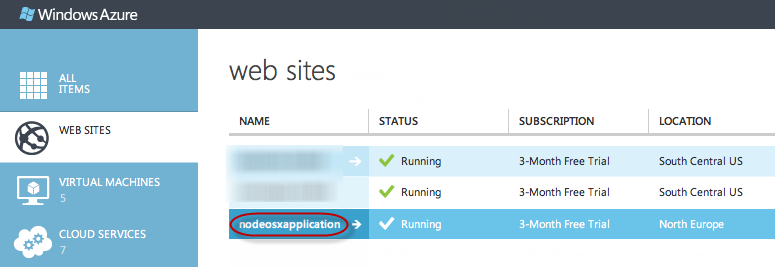 Windows Azure
ALL
ITEMS
WEB SITES
VIRTUAL MACHINES
5
CLOUD SERVICES
7
web sites
NAME STATUS SUBSCRIPTION LOCATION
Running 3-Month Free Trial South Central US
Running 3-Month Free Trial South Central US
nodeosxapplication Running 3-Month Free Trial North Europe